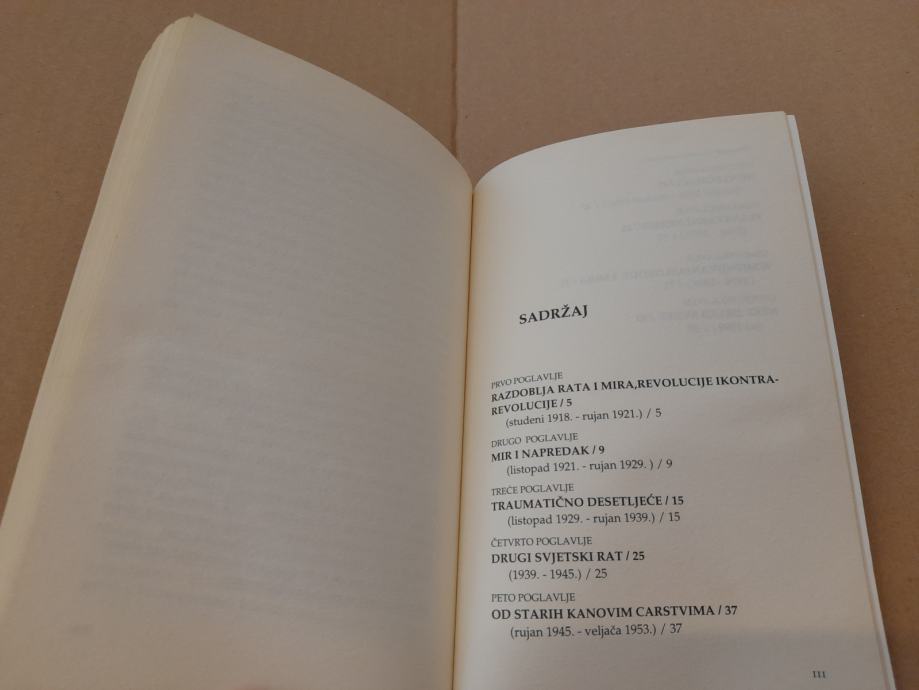 SADRŽAJ
PRVO POGLAVLJE
RAZDOBLJA RATA I MIRA,REVOLUCIJE IKONTRA-
REVOLUCIJE / 5
(studeni 1918. - rujan 1921.) / 5
DRUGO POGLAVLJE
MIR I NAPREDAK / 9
(listopad 1921. - rujan 1929. ) / 9
TREĆE POGLAVLJE
TRAUMATIČNO DESETLJEĆE / 15
(listopad 1929. - rujan 1939.) / 15
ČETVRTO POGLAVLJE
DRUGI SVJETSKI RAT / 25
(1939. - 1945.) / 25
PETO POGLAVLJE
OD STARIH KANOVIM CARSTVIMA / 37
(rujan 1945. - veljača 1953.) / 37
III